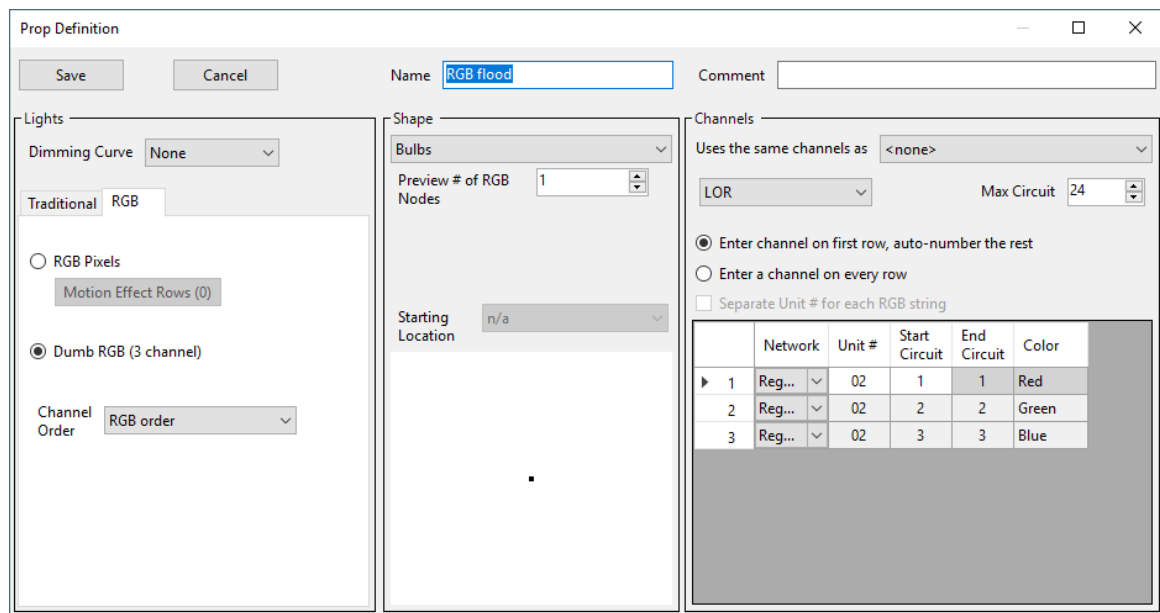 Prop Definition
Save
Cancel
Name RGB flood
Comment
Lights
Dimming Curve None
Traditional RGB
RGB Pixels
Motion Effect Rows (0)
Dumb RGB (3 channel)
Channel Order RGB order
Shape
Bulbs
Preview # of RGB Nodes 1
Starting Location n/a
Channels
Uses the same channels as <none>
LOR
Max Circuit 24
Enter channel on first row, auto-number the rest
Enter a channel on every row
Separate Unit # for each RGB string
Network Unit # Start Circuit End Circuit Color
1 Reg... 02 1 1 Red
2 Reg... 02 2 2 Green
3 Reg... 02 3 3 Blue